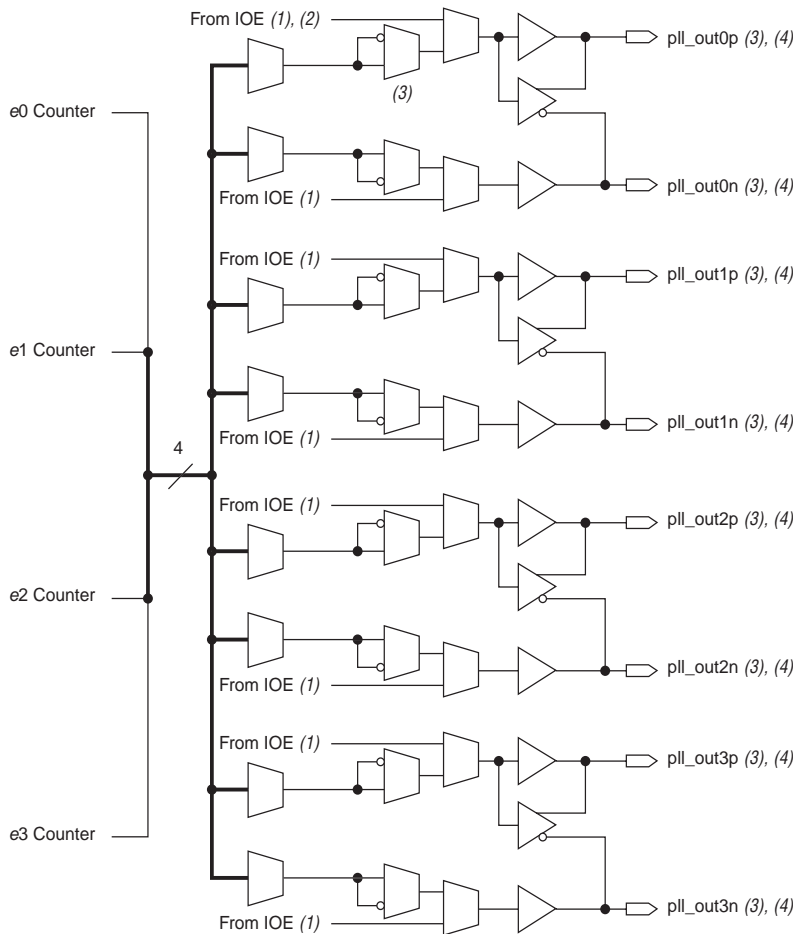 From IOE (1), (2)
pll_out0p (3), (4)
(3)
e0 Counter
From IOE (1)
pll_out0n (3), (4)
From IOE (1)
pll_out1p (3), (4)
e1 Counter
From IOE (1)
pll_out1n (3), (4)
4
From IOE (1)
pll_out2p (3), (4)
e2 Counter
From IOE (1)
pll_out2n (3), (4)
From IOE (1)
pll_out3p (3), (4)
e3 Counter
From IOE (1)
pll_out3n (3), (4)